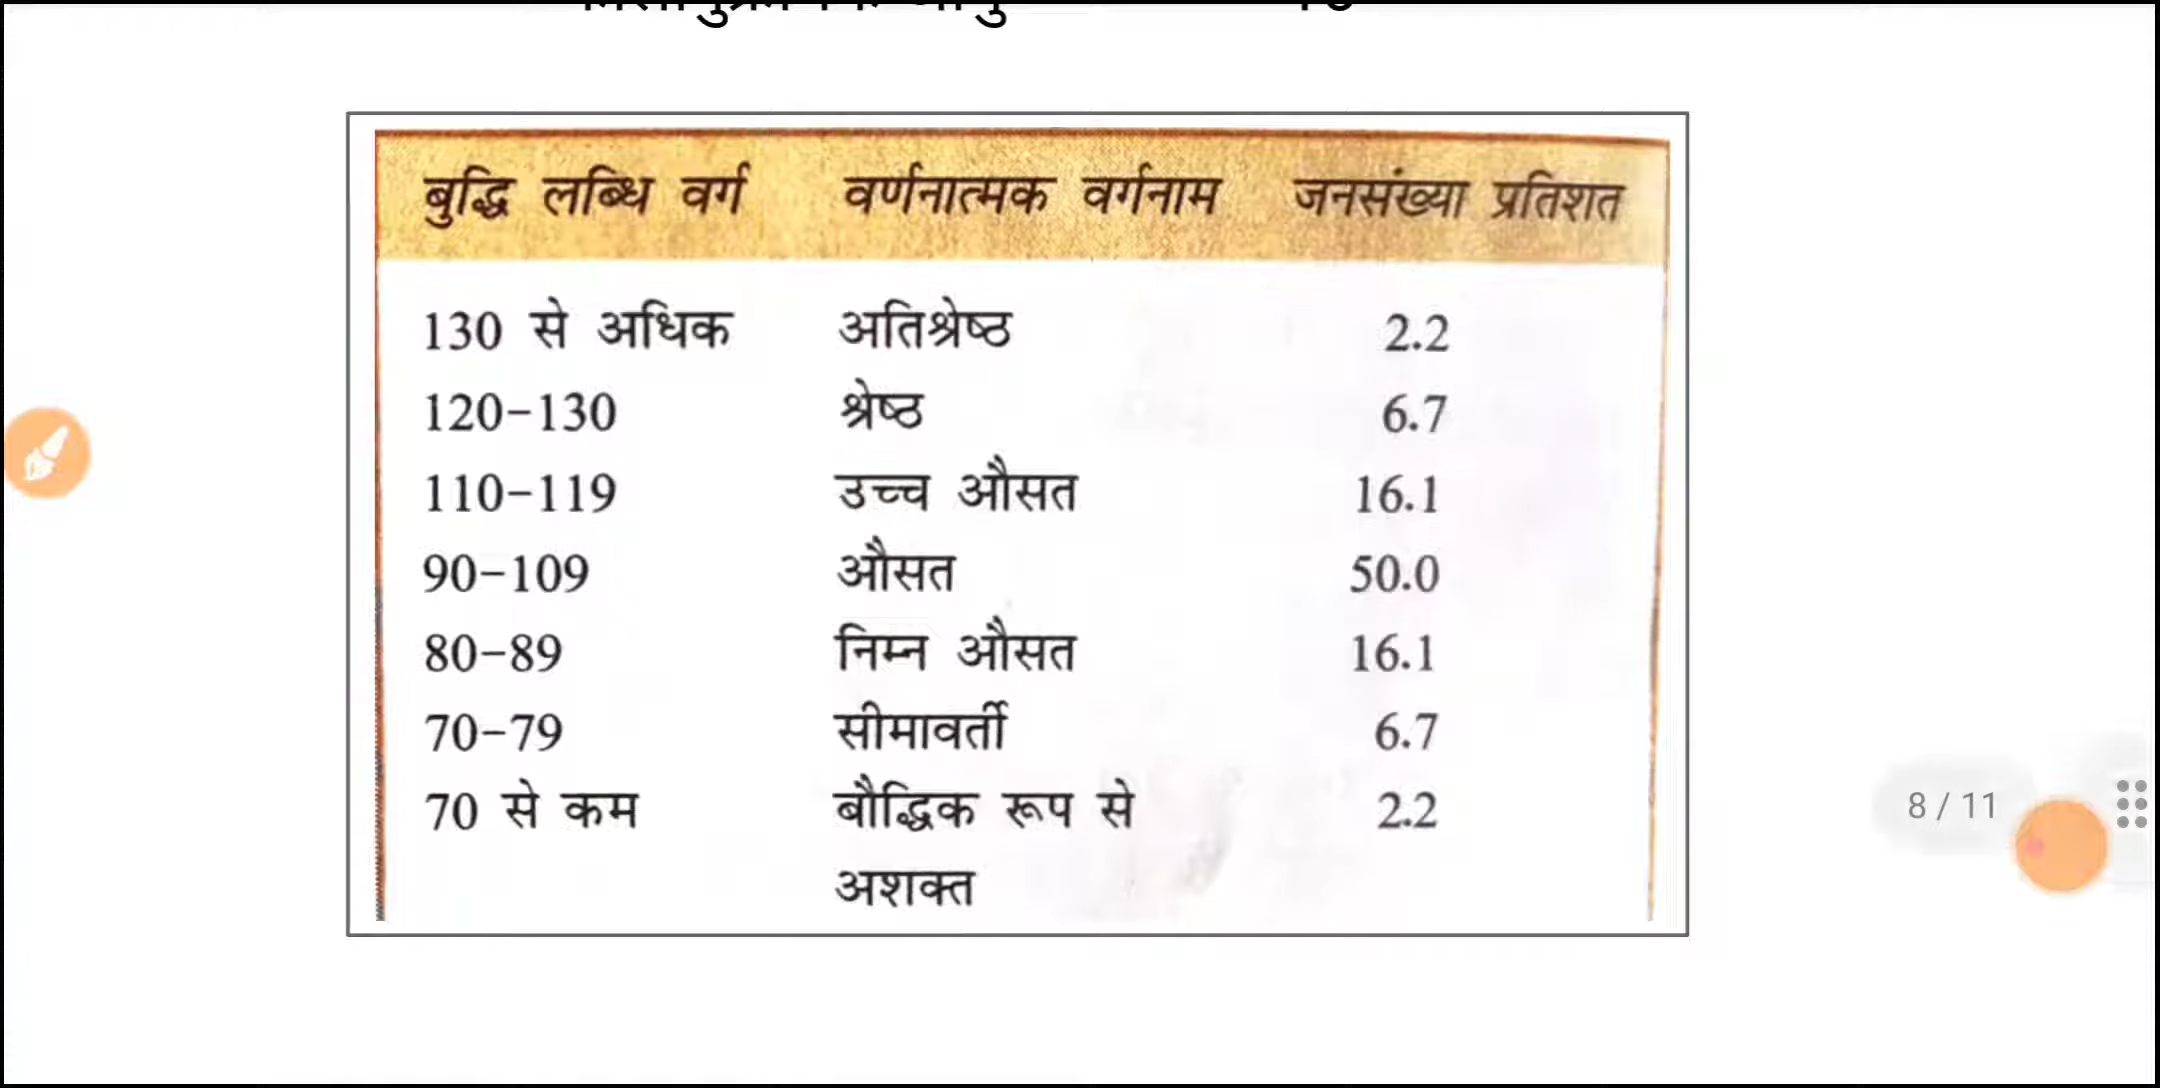 बुद्धि लब्धि वर्ग वर्णनात्मक वर्गनाम जनसंख्या प्रतिशत
130 से अधिक अतिश्रेष्ठ 2.2
120-130 श्रेष्ठ 6.7
110-119 उच्च औसत 16.1
90-109 औसत 50.0
80-89 निम्न औसत 16.1
70-79 सीमावर्ती 6.7
70 से कम बौद्धिक रूप से 2.2
अशक्त
8 / 11